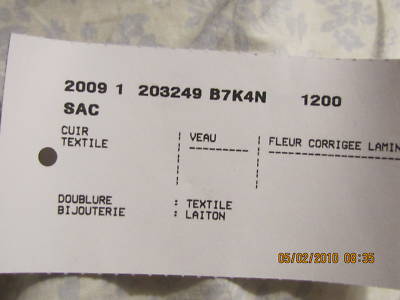 2009 1 203249 B7K4N 1200
SAC
CUIR | VEAU | FLEUR CORRIGEE LAMIN
TEXTILE | ------------- | --------------------
DOUBLURE : TEXTILE
BIJOUTERIE : LAITON
05/02/2010 08:35